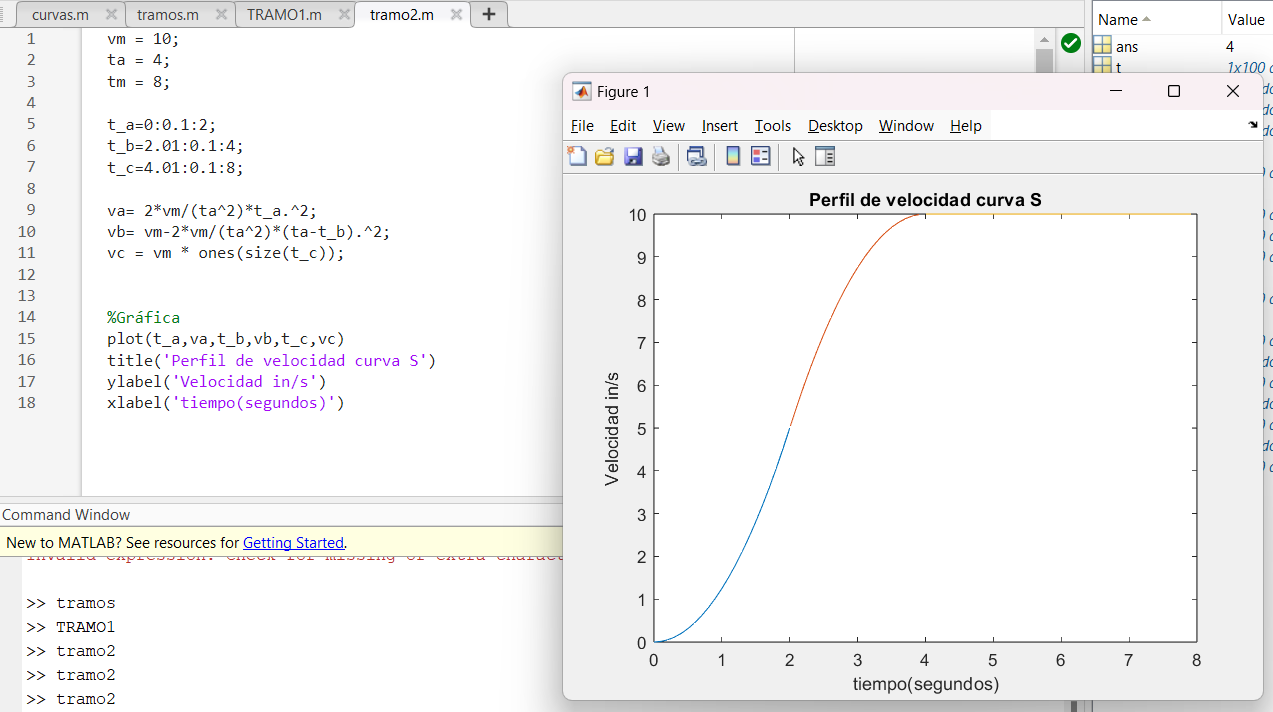 curvas.m tramos.m TRAMO1.m tramo2.m
Name Value
1 vm = 10;
2 ta = 4;
3 tm = 8;
4
5 t_a=0:0.1:2;
6 t_b=2.01:0.1:4;
7 t_c=4.01:0.1:8;
8
9 va= 2*vm/(ta^2)*t_a.^2;
10 vb= vm-2*vm/(ta^2)*(ta-t_b).^2;
11 vc = vm * ones(size(t_c));
12
13
14 %Gráfica
15 plot(t_a,va,t_b,vb,t_c,vc)
16 title('Perfil de velocidad curva S')
17 ylabel('Velocidad in/s')
18 xlabel('tiempo(segundos)')
ans 4
t 1x100
Figure 1
File Edit View Insert Tools Desktop Window Help
Perfil de velocidad curva S
10
9
8
7
6
5
4
3
2
1
0
Velocidad in/s
0 1 2 3 4 5 6 7 8
tiempo(segundos)
Command Window
New to MATLAB? See resources for Getting Started.
>> tramos
>> TRAMO1
>> tramo2
>> tramo2
>> tramo2